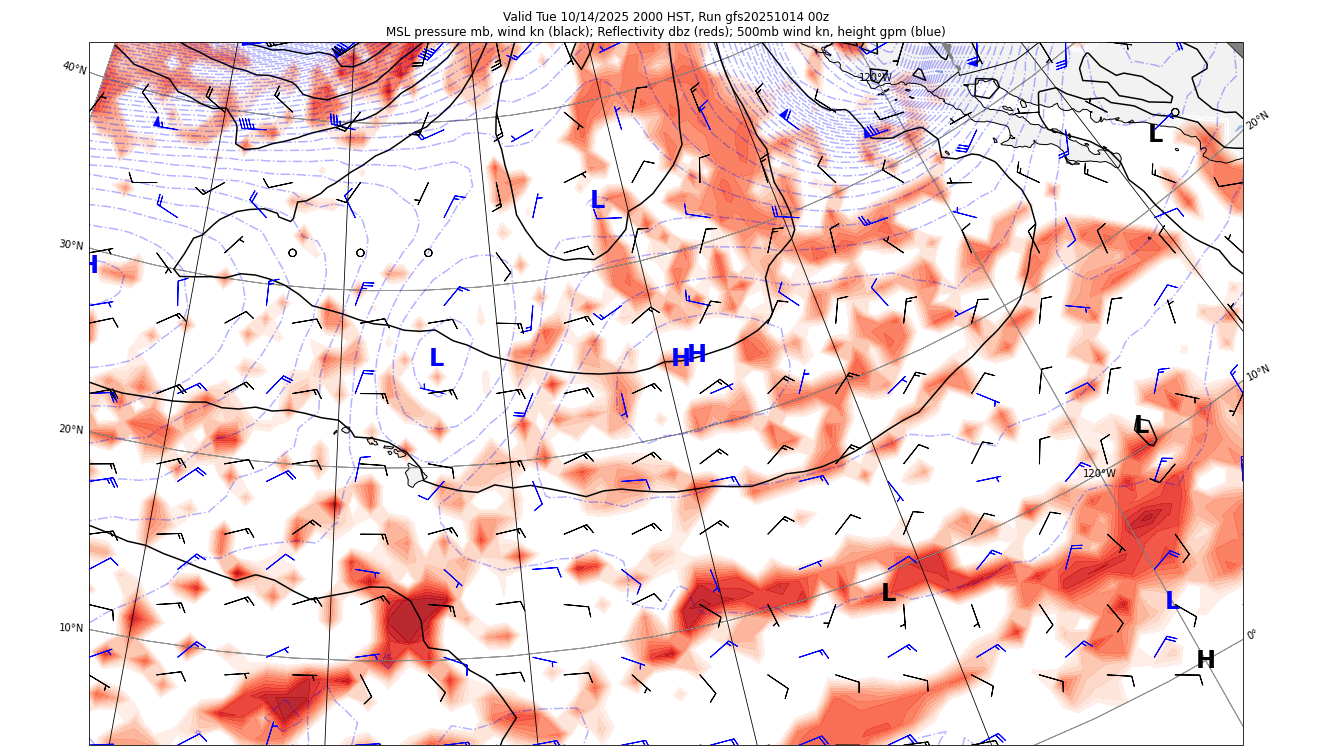 Valid Tue 10/14/2025 2000 HST, Run gfs20251014 00z
MSL pressure mb, wind kn (black); Reflectivity dbz (reds); 500mb wind kn, height gpm (blue)
40°N
120°W
20°N
L
L
30°N
H
L
H
H
10°N
20°N
L
120°W
L
L
10°N
0°
H